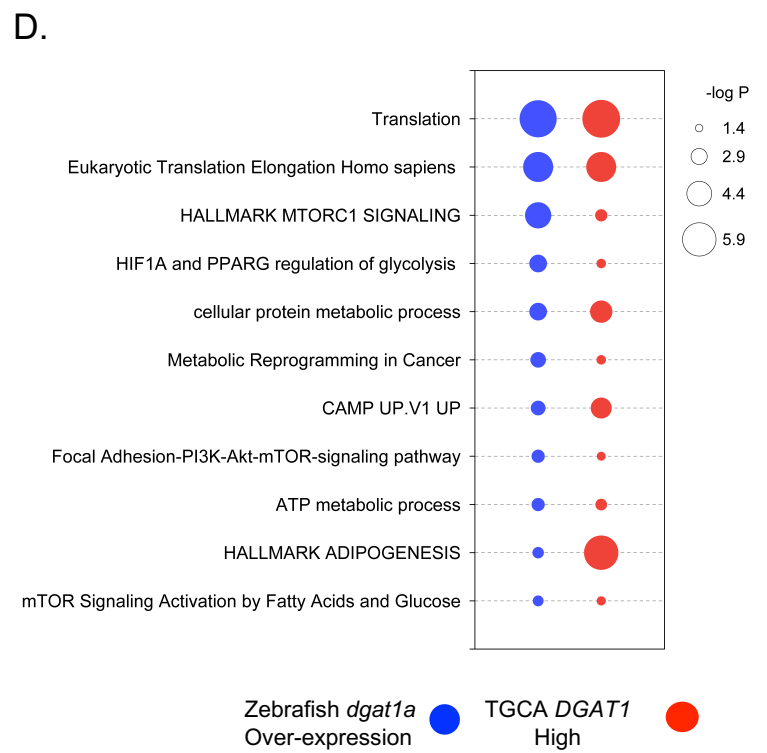 D.
-log P
1.4
2.9
4.4
5.9
Translation
Eukaryotic Translation Elongation Homo sapiens
HALLMARK MTORC1 SIGNALING
HIF1A and PPARG regulation of glycolysis
cellular protein metabolic process
Metabolic Reprogramming in Cancer
CAMP UP.V1 UP
Focal Adhesion-PI3K-Akt-mTOR-signaling pathway
ATP metabolic process
HALLMARK ADIPOGENESIS
mTOR Signaling Activation by Fatty Acids and Glucose
Zebrafish dgat1a
Over-expression
TGCA DGAT1
High